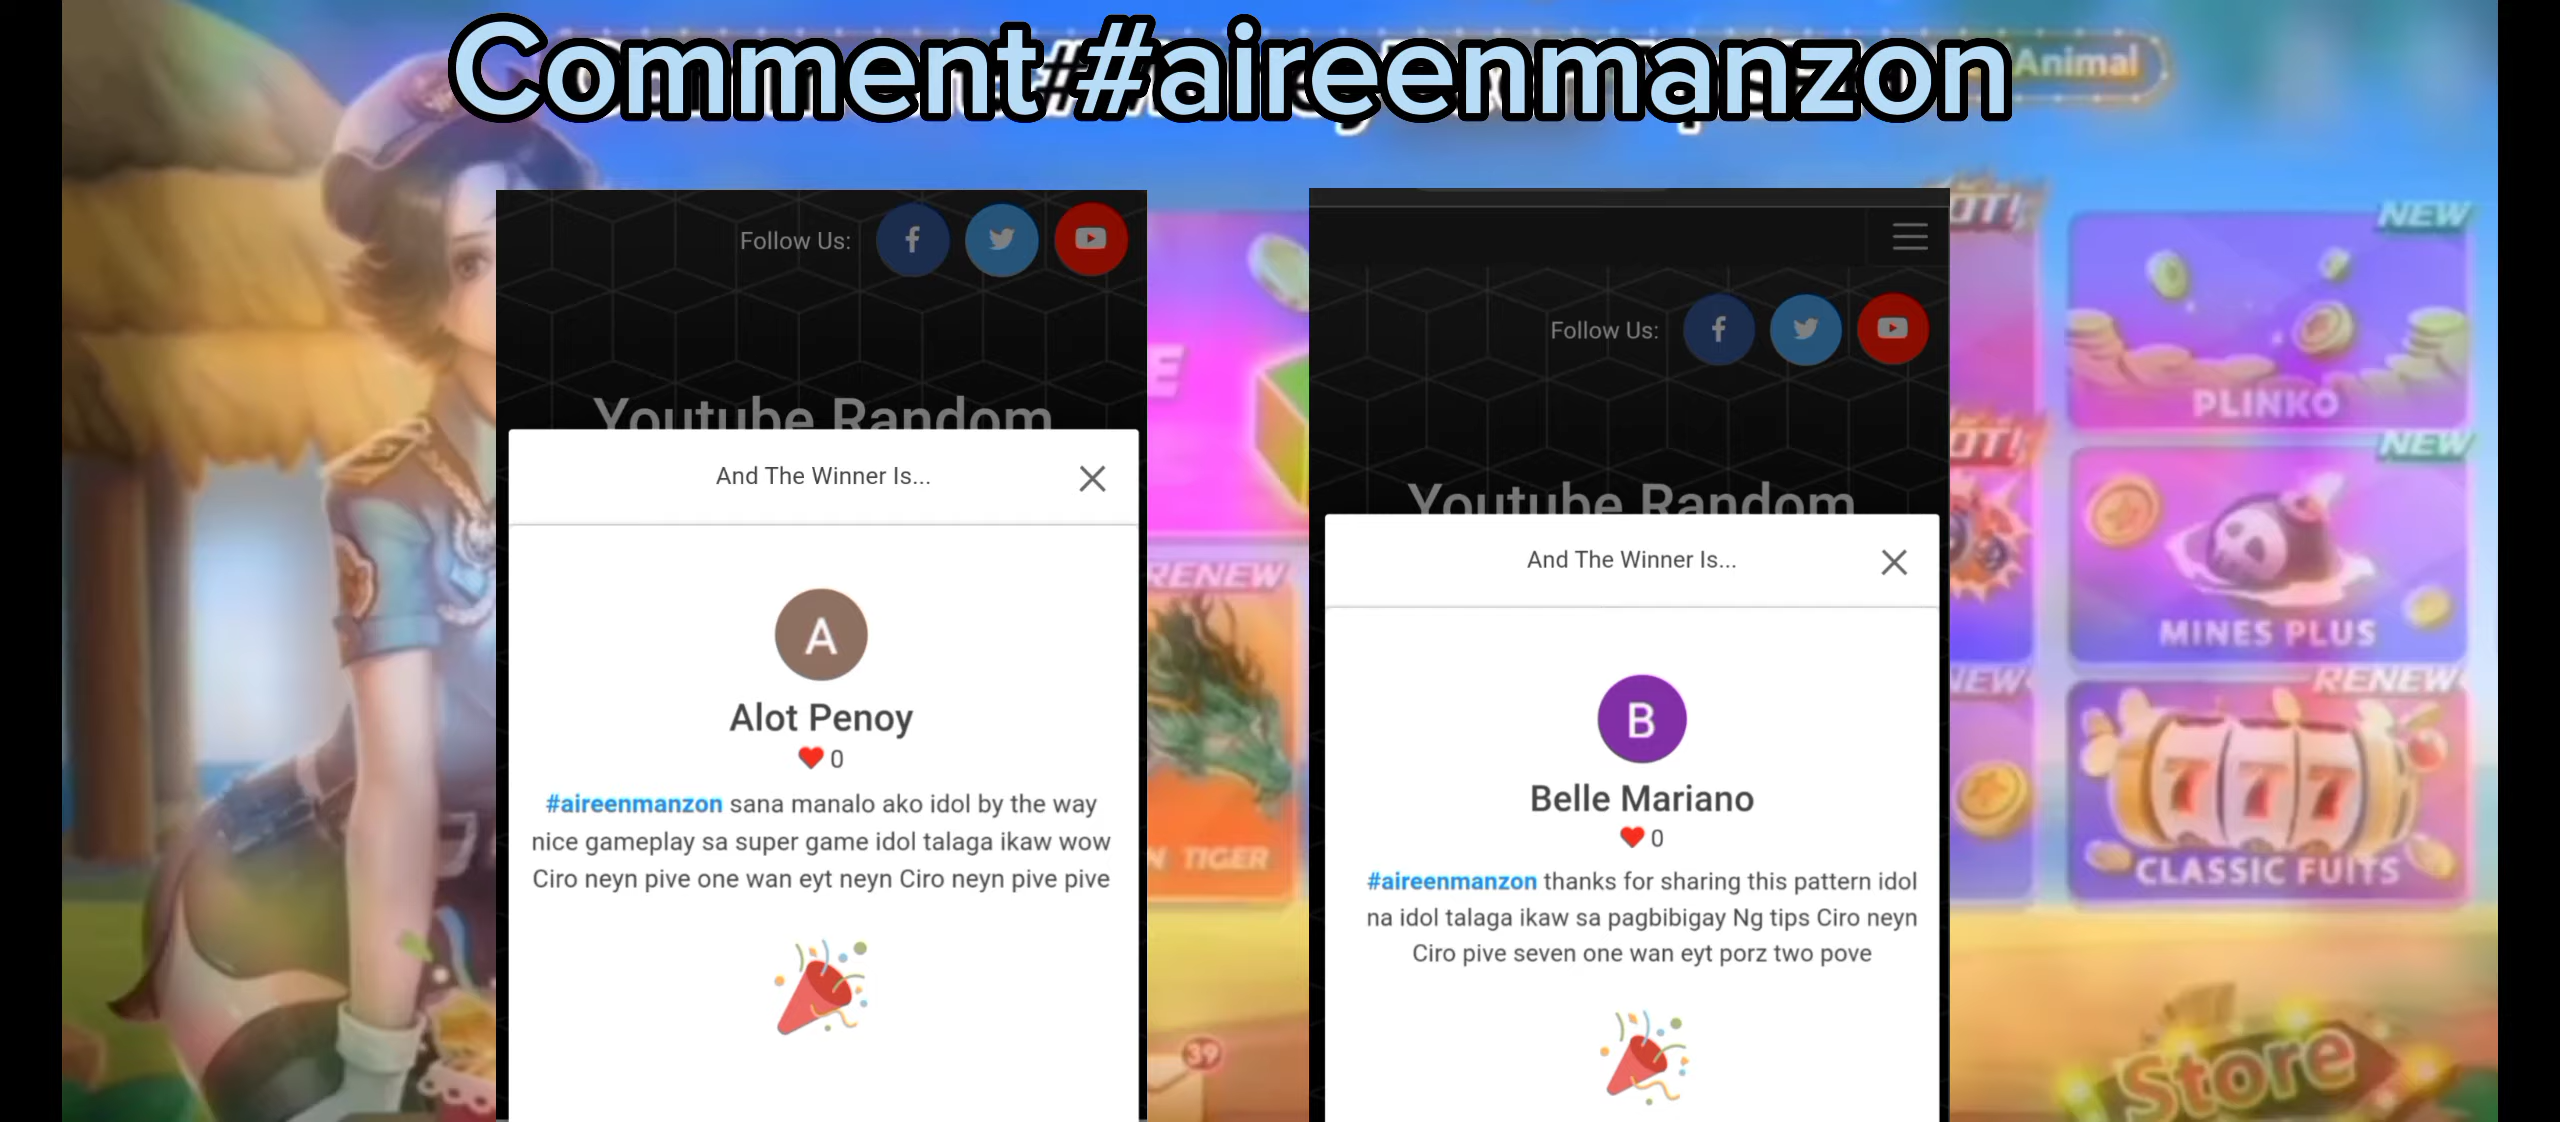 Comment #aireenmanzon
Animal
Follow Us:
Youtube Random
And The Winner Is...
A
Alot Penoy
0
#aireenmanzon sana manalo ako idol by the way
nice gameplay sa super game idol talaga ikaw wow
Ciro neyn pive one wan eyt neyn Ciro neyn pive pive
Follow Us:
Youtube Random
And The Winner Is...
B
Belle Mariano
0
#aireenmanzon thanks for sharing this pattern idol
na idol talaga ikaw sa pagbibigay Ng tips Ciro neyn
Ciro pive seven one wan eyt porz two pove
RENEW
TIGER
39
NEW
PLINKO
NEW
MINES PLUS
RENEW
777
CLASSIC FUITS
Store